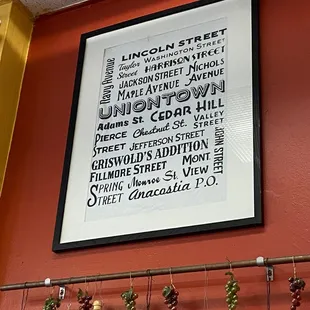 LINCOLN STREET
Taylor Street
WASHINGTON STREET
HARRISON STREET
Navy Avenue
JACKSON STREET
Nichols Avenue
MAPLE AVENUE
UNIONTOWN
Adams St.
CEDAR HILL
PIERCE STREET
Chestnut St.
VALLEY STREET
JEFFERSON STREET
JOHN STREET
GRISWOLD'S ADDITION
FILLMORE STREET
MONT. VIEW
SPRING STREET
Monroe St.
Anacostia P.O.